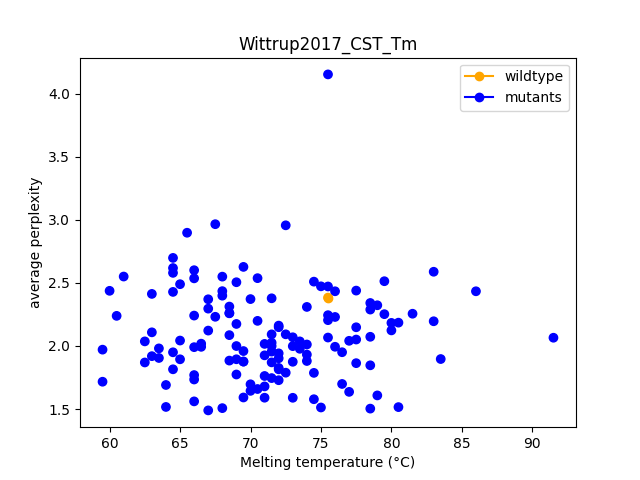 Wittrup2017_CST_Tm
wildtype
mutants
average perplexity
4.0
3.5
3.0
2.5
2.0
1.5
60 65 70 75 80 85 90
Melting temperature (°C)